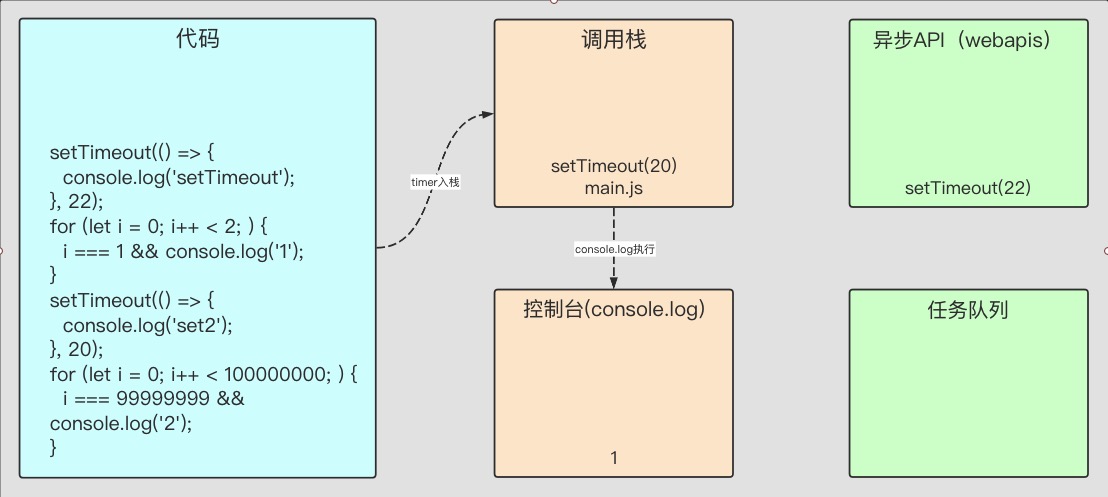 代码
setTimeout(() => {
console.log('setTimeout');
}, 22);
for (let i = 0; i++ < 2; ) {
i === 1 && console.log('1');
}
setTimeout(() => {
console.log('set2');
}, 20);
for (let i = 0; i++ < 100000000; ) {
i === 99999999 &&
console.log('2');
}
timer入栈
调用栈
setTimeout(20)
main.js
console.log执行
控制台(console.log)
1
异步API（webapis）
setTimeout(22)
任务队列